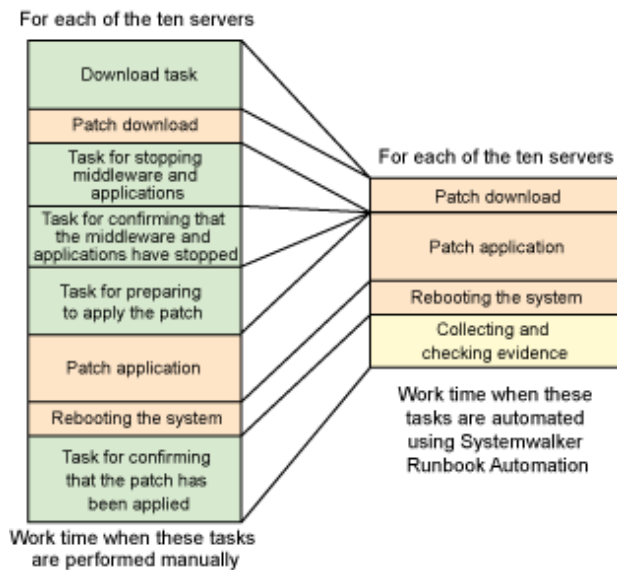 For each of the ten servers
Download task
Patch download
Task for stopping
middleware and
applications
Task for confirming that
the middleware and
applications have stopped
Task for preparing
to apply the patch
Patch application
Rebooting the system
Task for confirming
that the patch has
been applied
Work time when these tasks
are performed manually
For each of the ten servers
Patch download
Patch application
Rebooting the system
Collecting and
checking evidence
Work time when these
tasks are automated
using Systemwalker
Runbook Automation